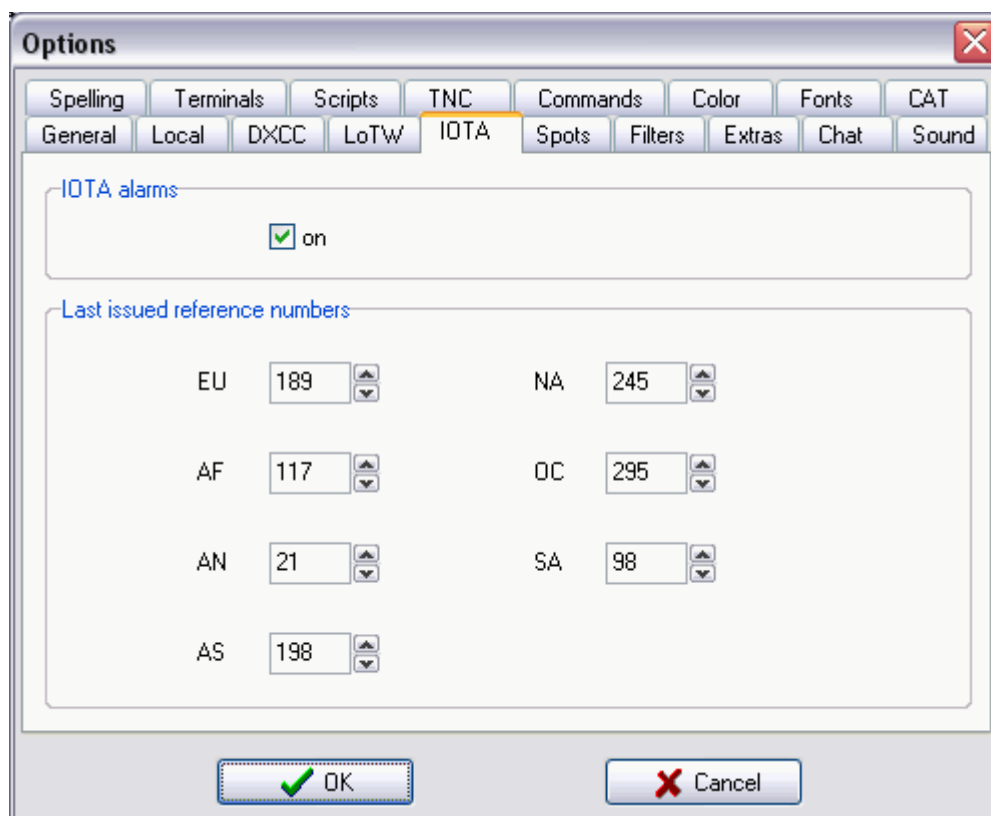 Options
Spelling Terminals Scripts TNC Commands Color Fonts CAT
General Local DXCC LoTW IOTA Spots Filters Extras Chat Sound
IOTA alarms
on
Last issued reference numbers
EU 189 NA 245
AF 117 OC 295
AN 21 SA 98
AS 198
OK Cancel